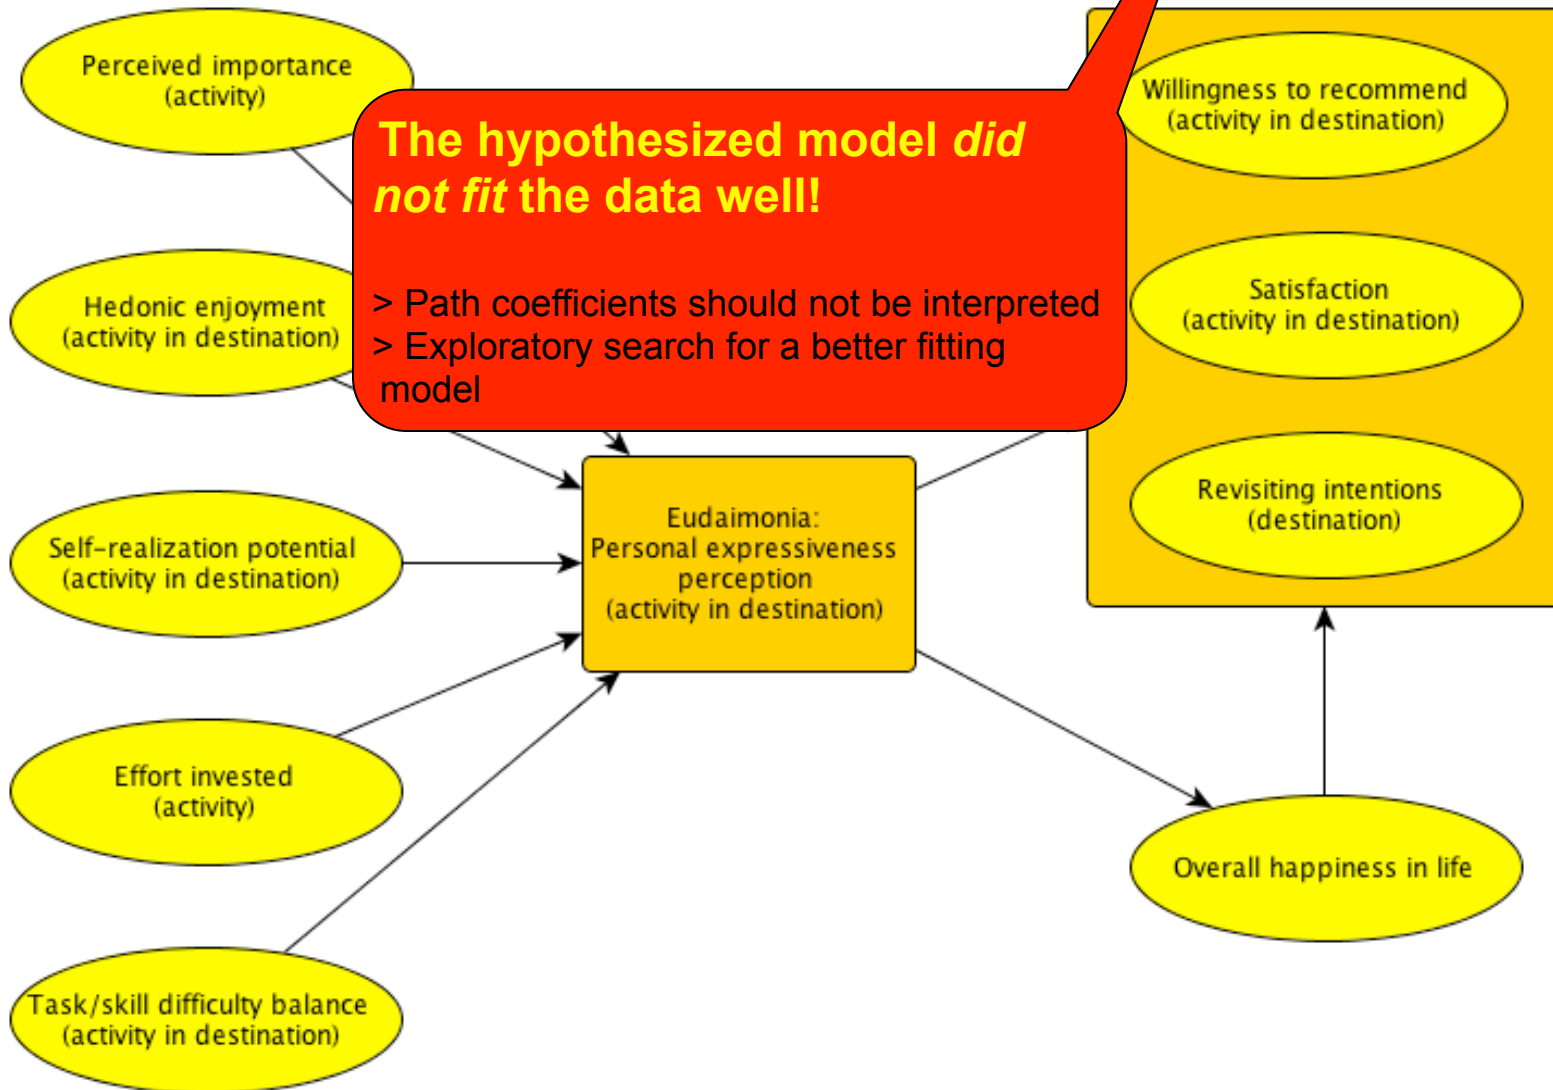 Perceived importance
(activity)
The hypothesized model did
not fit the data well!
> Path coefficients should not be interpreted
> Exploratory search for a better fitting
model
Willingness to recommend
(activity in destination)
Hedonic enjoyment
(activity in destination)
Satisfaction
(activity in destination)
Self-realization potential
(activity in destination)
Eudaimonia:
Personal expressiveness
perception
(activity in destination)
Revisiting intentions
(destination)
Effort invested
(activity)
Overall happiness in life
Task/skill difficulty balance
(activity in destination)